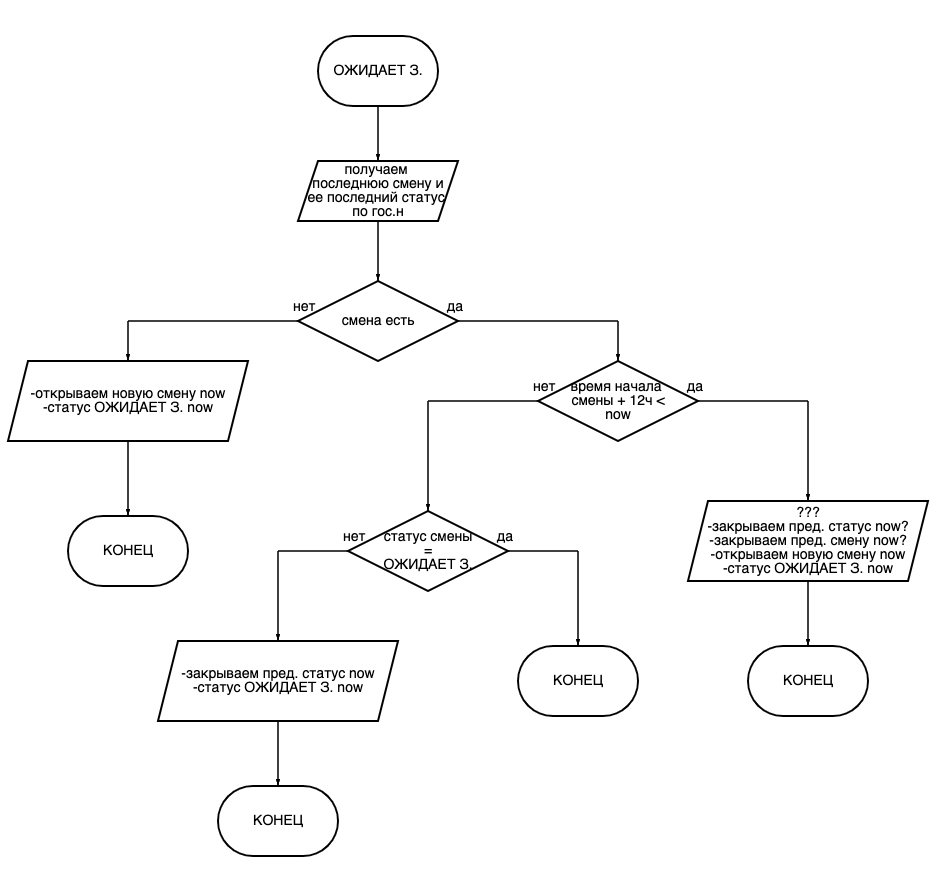 ОЖИДАЕТ З.
получаем
последнюю смену и
ее последний статус
по гос.н
нет
да
смена есть
-открываем новую смену now
-статус ОЖИДАЕТ З. now
нет
время начала
смены + 12ч <
now
да
КОНЕЦ
нет
статус смены
=
ОЖИДАЕТ З.
да
???
-закрываем пред. статус now?
-закрываем пред. смену now?
-открываем новую смену now
-статус ОЖИДАЕТ З. now
-закрываем пред. статус now
-статус ОЖИДАЕТ З. now
КОНЕЦ
КОНЕЦ
КОНЕЦ